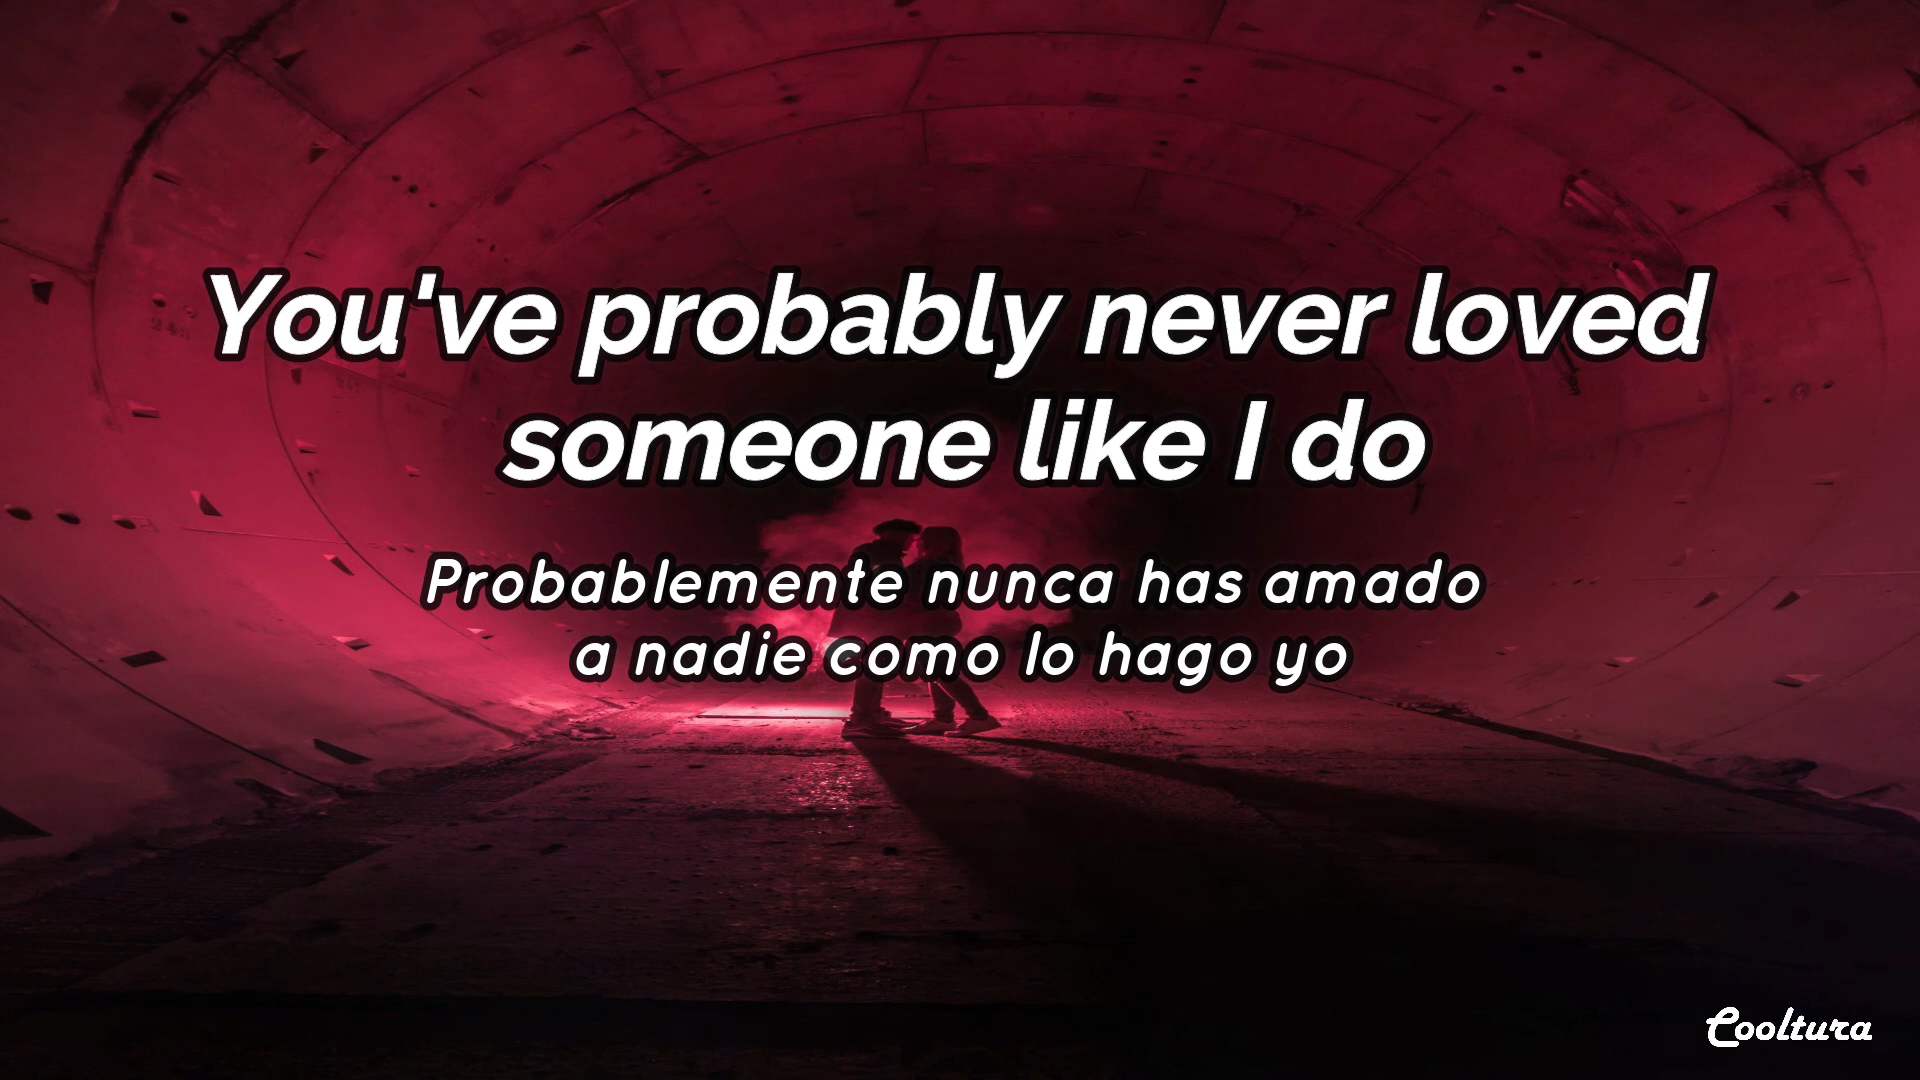 You've probably never loved
someone like I do
Probablemente nunca has amado
a nadie como lo hago yo
Cooltura